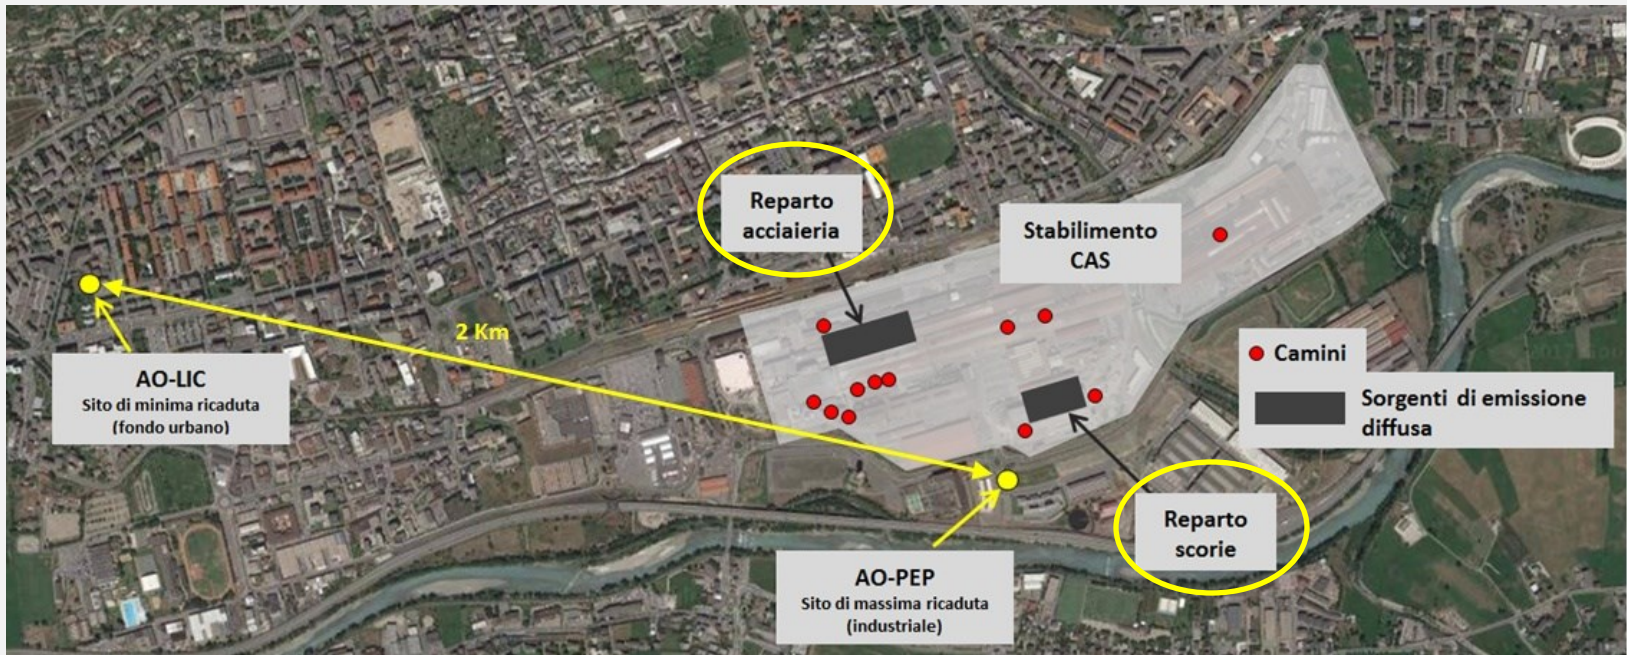 Reparto
acciaieria
Stabilimento
CAS
2 Km
AO-LIC
Sito di minima ricaduta
(fondo urbano)
Camini
Sorgenti di emissione
diffusa
AO-PEP
Sito di massima ricaduta
(industriale)
Reparto
scorie